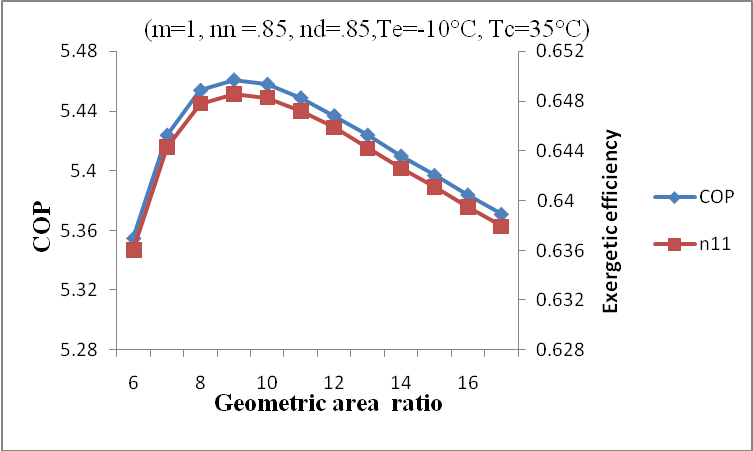 (m=1, nn =.85, nd=.85,Te=-10°C, Tc=35°C)
5.48
5.44
5.4
5.36
5.32
5.28
COP
0.652
0.648
0.644
0.64
0.636
0.632
0.628
Exergetic efficiency
COP
n11
6 8 10 12 14 16
Geometric area ratio